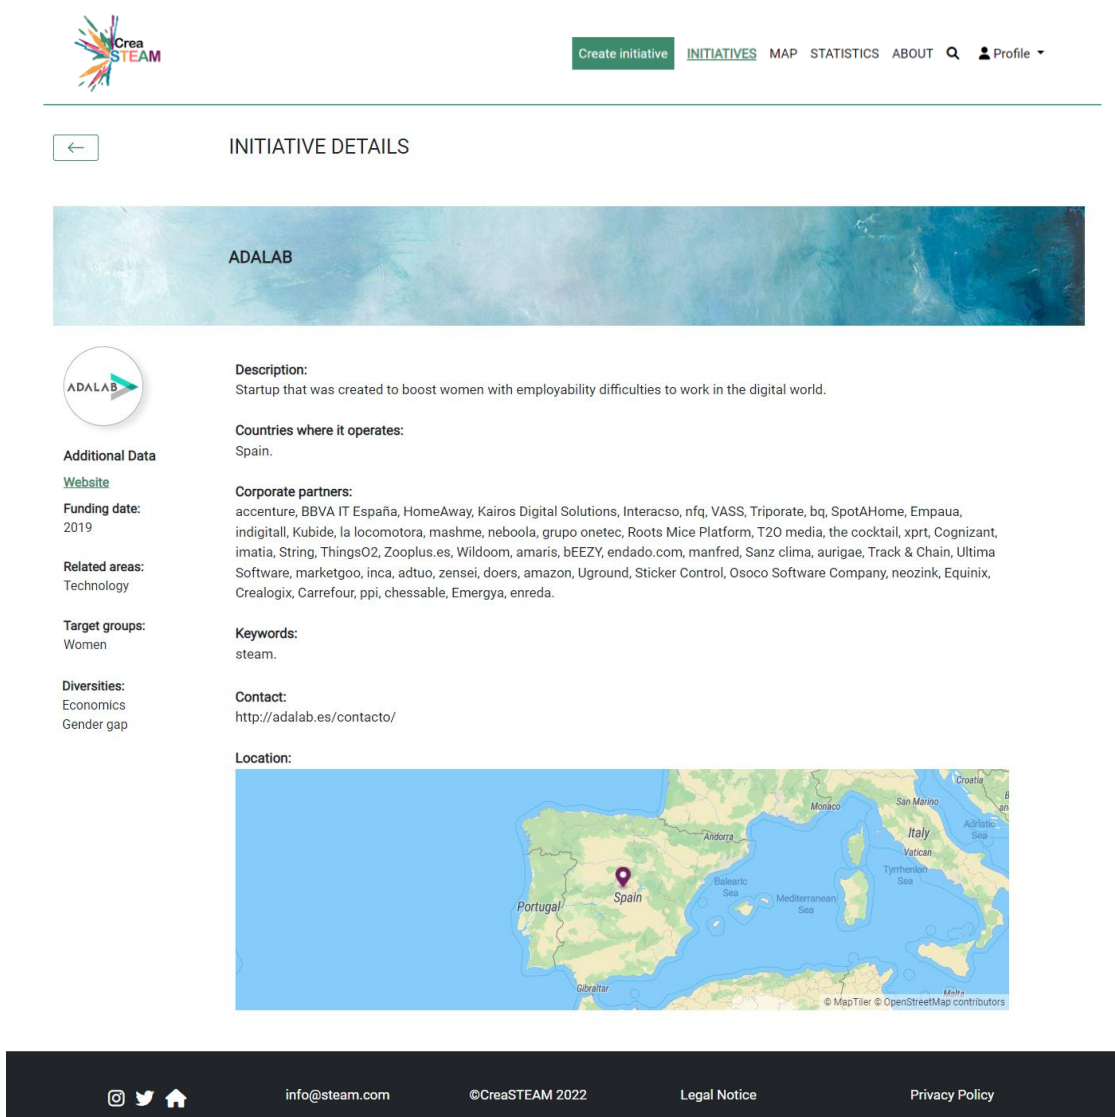 Crea
STEAM
Create initiative INITIATIVES MAP STATISTICS ABOUT Profile
INITIATIVE DETAILS
ADALAB
ADALAB
Additional Data
Website
Funding date:
2019
Related areas:
Technology
Target groups:
Women
Diversities:
Economics
Gender gap
Description:
Startup that was created to boost women with employability difficulties to work in the digital world.
Countries where it operates:
Spain.
Corporate partners:
accenture, BBVA IT España, HomeAway, Kairos Digital Solutions, Interacso, nfq, VASS, Triporate, bq, SpotAHome, Empaua,
indigitall, Kubide, la locomotora, mashme, neboola, grupo onetec, Roots Mice Platform, T2O media, the cocktail, xprt, Cognizant,
imatia, String, ThingsO2, Zooplus.es, Wildoom, amaris, bEEZY, endado.com, manfred, Sanz clima, aurigae, Track & Chain, Ultima
Software, marketgoo, inca, adtuo, zensei, doers, amazon, Uground, Sticker Control, Osoco Software Company, neozink, Equinix,
Crealogix, Carrefour, ppi, chessable, Emergya, enreda.
Keywords:
steam.
Contact:
http://adalab.es/contacto/
Location:
Croatia
Monaco
San Marino
Adriatic
Sea
Andorra
Italy
Vatican
Tyrrhenian
Sea
Balearic
Sea
Spain
Mediterranean
Sea
Portugal
Gibraltar
Malta
© MapTiler © OpenStreetMap contributors
info@steam.com ©CreaSTEAM 2022 Legal Notice Privacy Policy